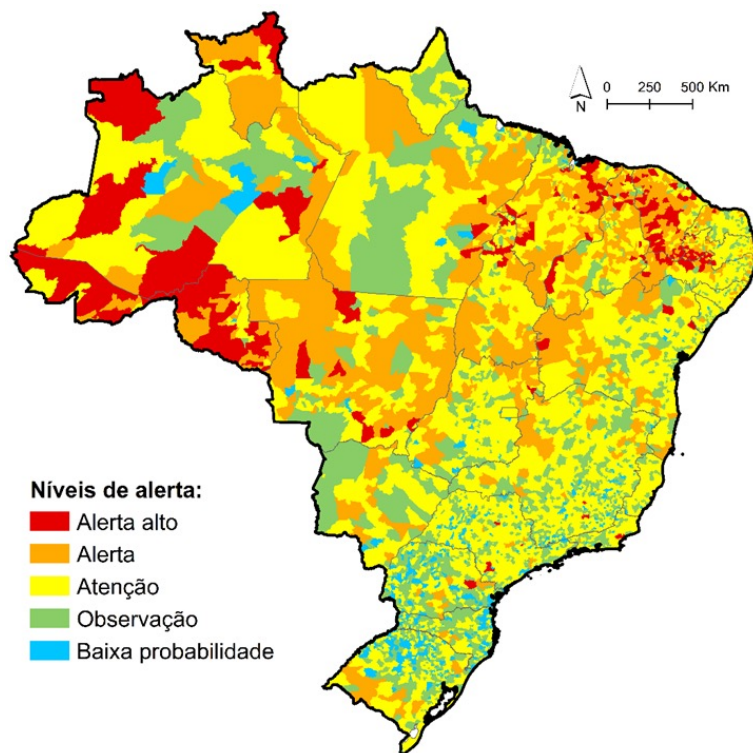 N
0 250 500 Km
Níveis de alerta:
Alerta alto
Alerta
Atenção
Observação
Baixa probabilidade